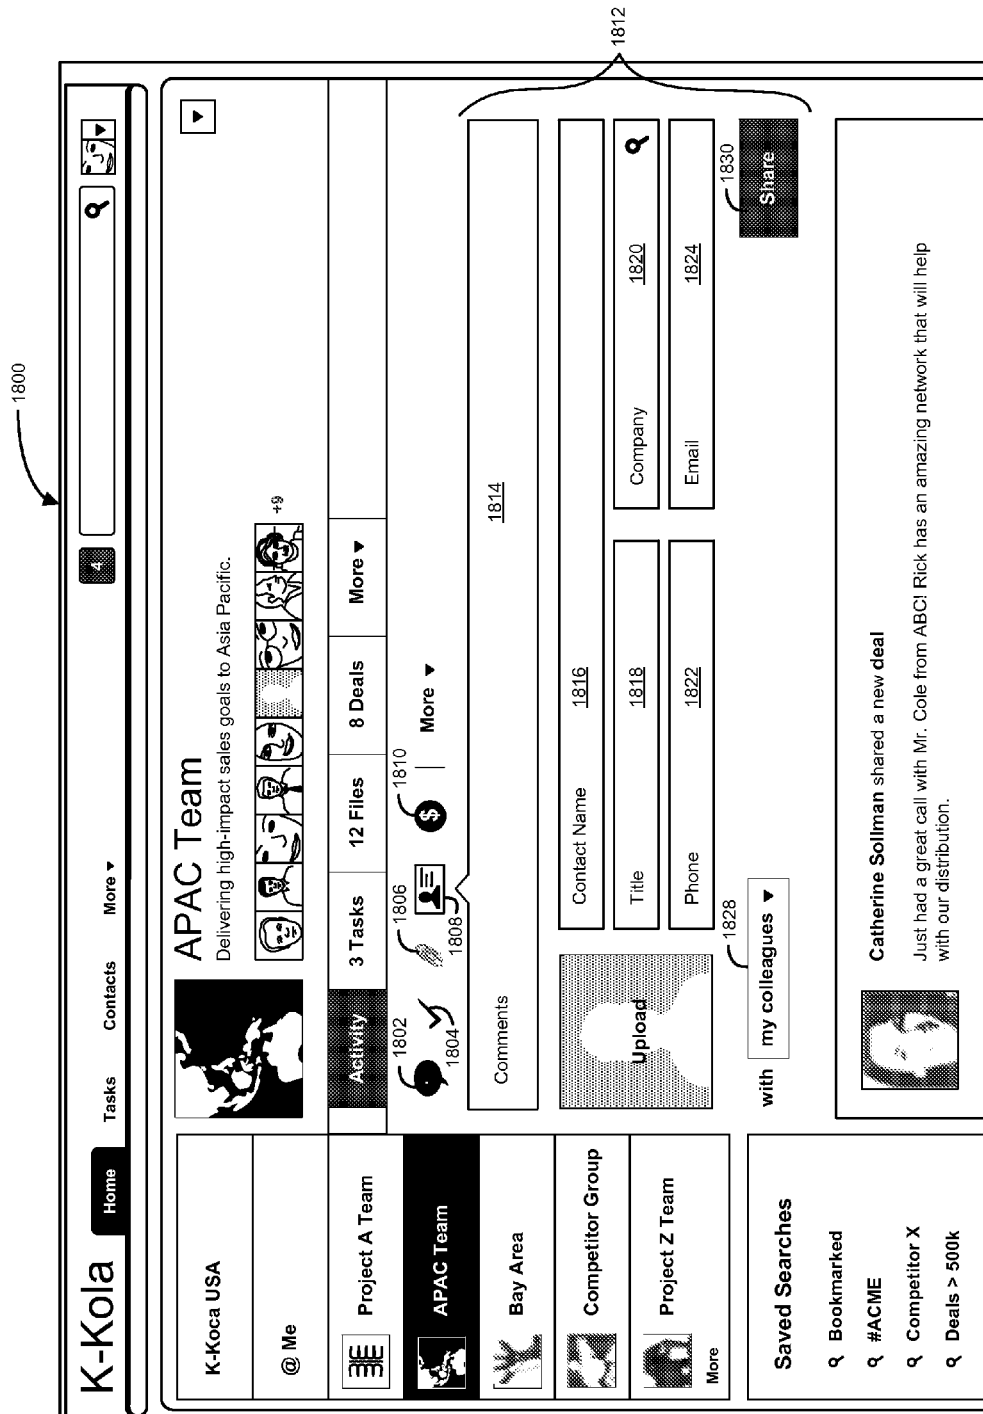 1800
K-Kola
Home
Tasks
Contacts
More ▼
4
K-Koca USA
@ Me
Project A Team
APAC Team
Bay Area
Competitor Group
Project Z Team
More
Saved Searches
Bookmarked
#ACME
Competitor X
Deals > 500k
APAC Team
Delivering high-impact sales goals to Asia Pacific.
+9
Activity
3 Tasks
12 Files
8 Deals
More ▼
1802
1804
1806
1808
$
1810
More ▼
1812
Comments
1814
Upload
Contact Name
1816
Title
1818
Company
1820
Phone
1822
Email
1824
with
my colleagues ▼
1828
1830
Share
Catherine Sollman shared a new deal
Just had a great call with Mr. Cole from ABC! Rick has an amazing network that will help
with our distribution.